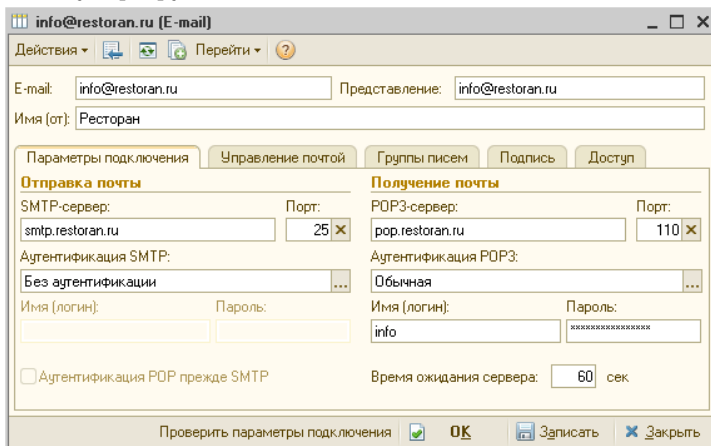 info@restoran.ru (E-mail)
Действия Перейти
E-mail: info@restoran.ru Представление: info@restoran.ru
Имя (от): Ресторан
Параметры подключения Управление почтой Группы писем Подпись Доступ
Отправка почты Получение почты
SMTP-сервер: Порт: POP3-сервер: Порт:
smtp.restoran.ru 25 pop.restoran.ru 110
Аутентификация SMTP: Аутентификация POP3:
Без аутентификации ... Обычная ...
Имя (логин): Пароль: Имя (логин): Пароль:
info ****************
Аутентификация POP прежде SMTP Время ожидания сервера: 60 сек
Проверить параметры подключения OK Записать Закрыть